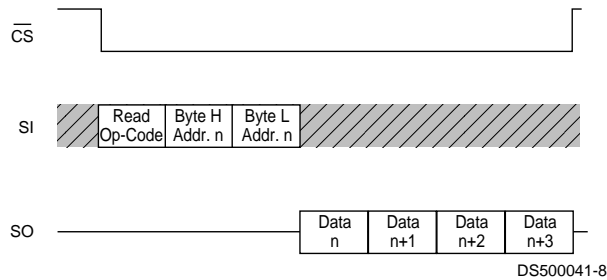 CS
SI
Read Byte H Byte L
Op-Code Addr. n Addr. n
SO
Data Data Data Data
n n+1 n+2 n+3
DS500041-8